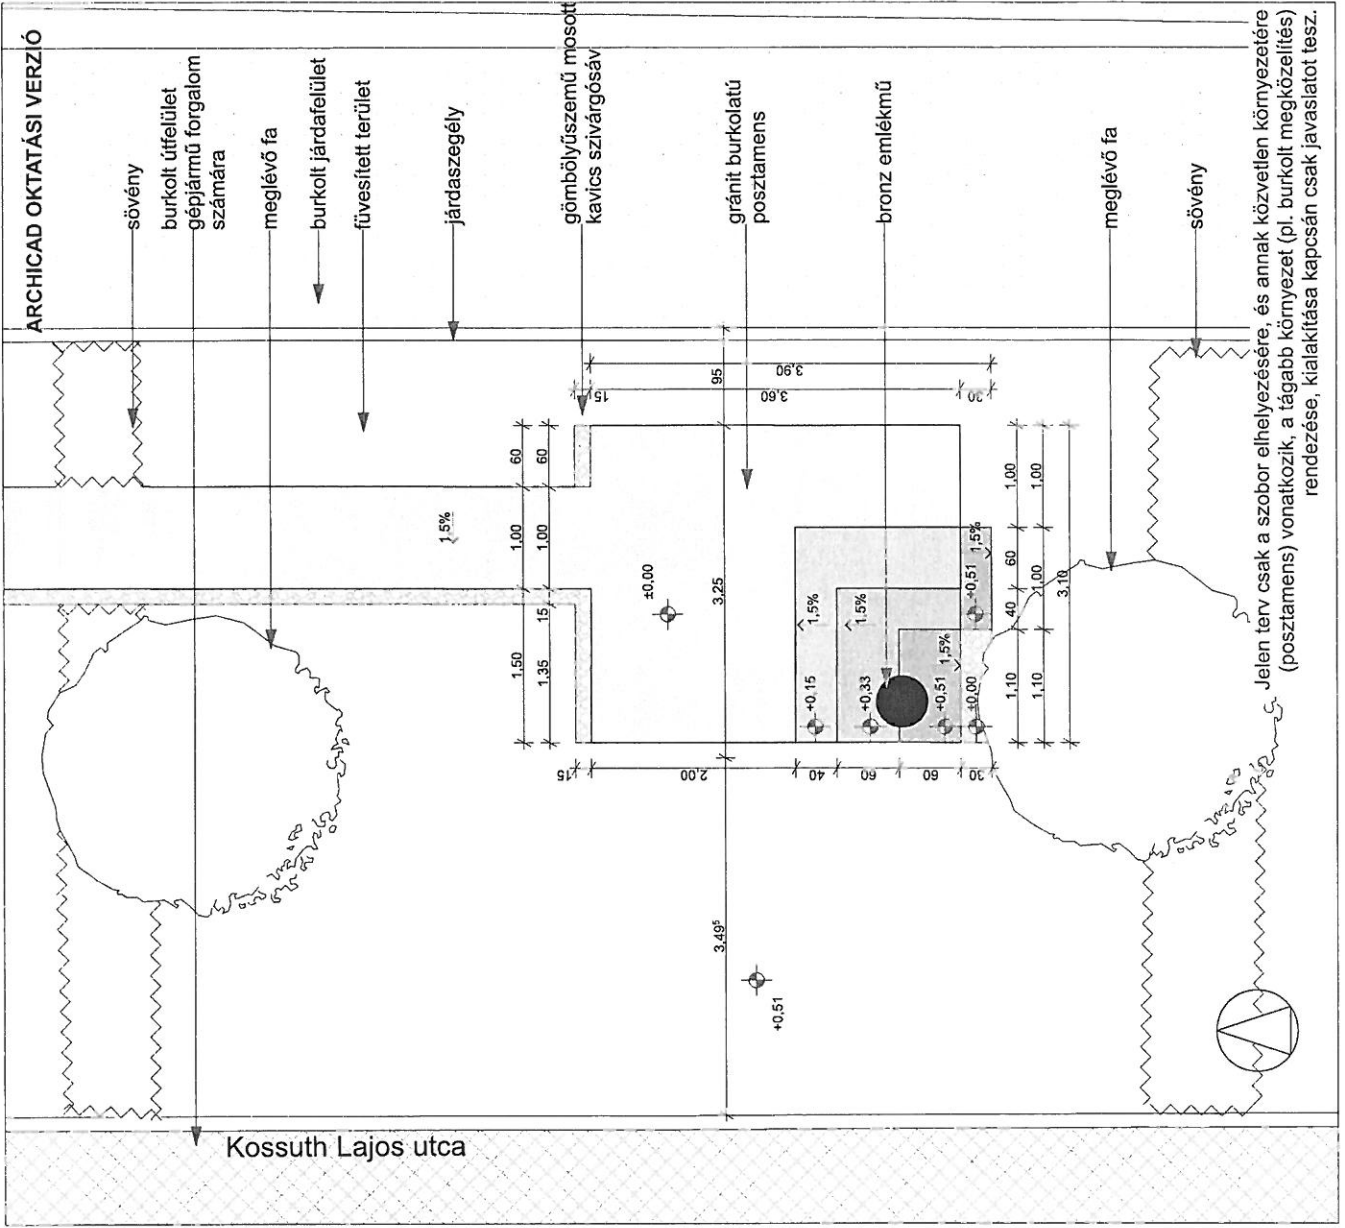 ARCHICAD OKTATÁSI VERZIÓ
sövény
burkolt útfelület
gépjármű forgalom
számára
meglévő fa
burkolt járdafelület
füvesített terület
járdaszegély
gömbölyűszemű mosott
kavics szivárgósáv
gránit burkolatú
posztamens
bronz emlékmű
meglévő fa
sövény
Jelen terv csak a szobor elhelyezésére, és annak közvetlen környezetére
(posztamens) vonatkozik, a tágabb környezet (pl. burkolt megközelítés)
rendezése, kialakítása kapcsán csak javaslatot tesz.
95
3,90
15
3,60
30
60
60
1,00
1,00
1,50
15
1,35
1,5%
±0,00
3,25
1,5%
1,5%
1,5%
1,5%
+0,15
+0,33
+0,51
+0,51
+0,00
1,00
1,00
60
1,00
40
3,10
1,10
1,10
15
2,00
40
60
60
30
3,49⁵
+0,51
Kossuth Lajos utca